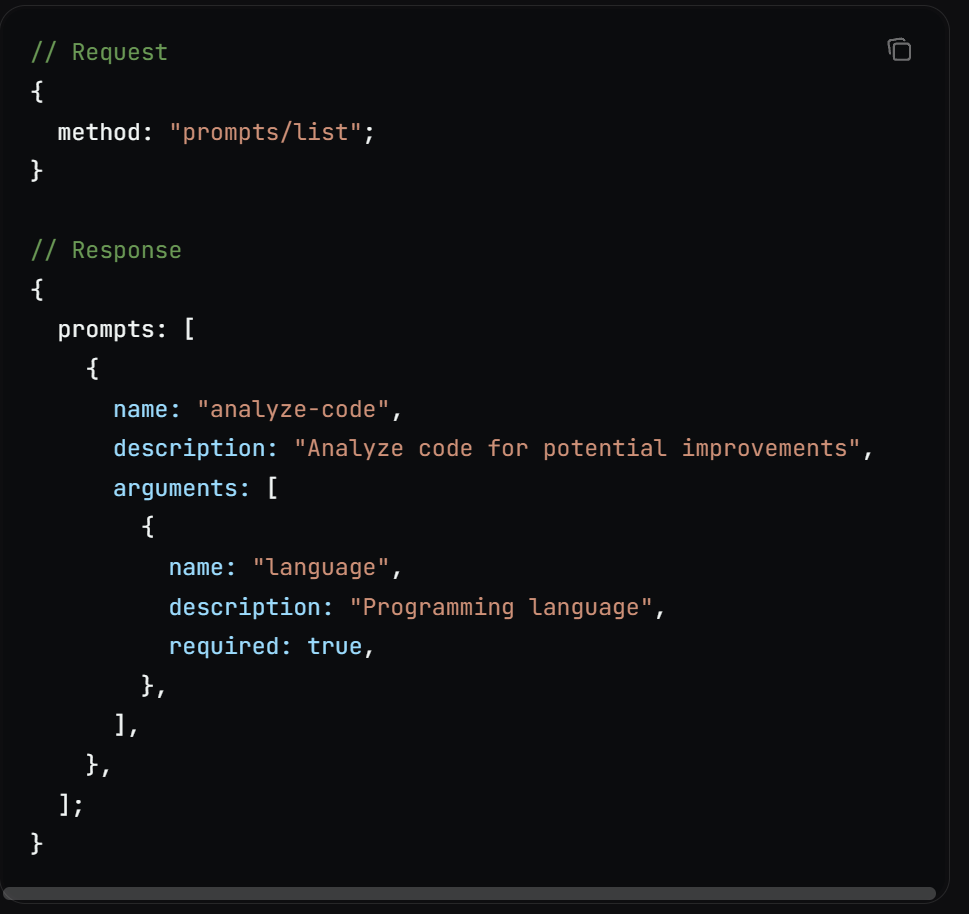 // Request
{
  method: "prompts/list";
}

// Response
{
  prompts: [
    {
      name: "analyze-code",
      description: "Analyze code for potential improvements",
      arguments: [
        {
          name: "language",
          description: "Programming language",
          required: true,
        },
      ],
    },
  ];
}